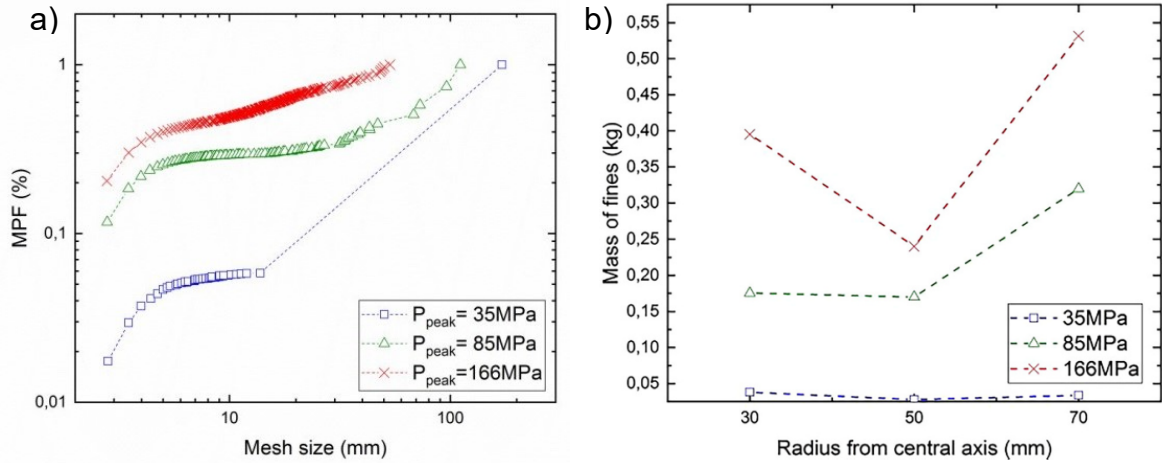 a)
1
0,1
0,01
MPF (%)
10
100
Mesh size (mm)
P_peak= 35MPa
P_peak= 85MPa
P_peak=166MPa
b)
0,55
0,50
0,45
0,40
0,35
0,30
0,25
0,20
0,15
0,10
0,05
Mass of fines (kg)
30
50
70
Radius from central axis (mm)
35MPa
85MPa
166MPa